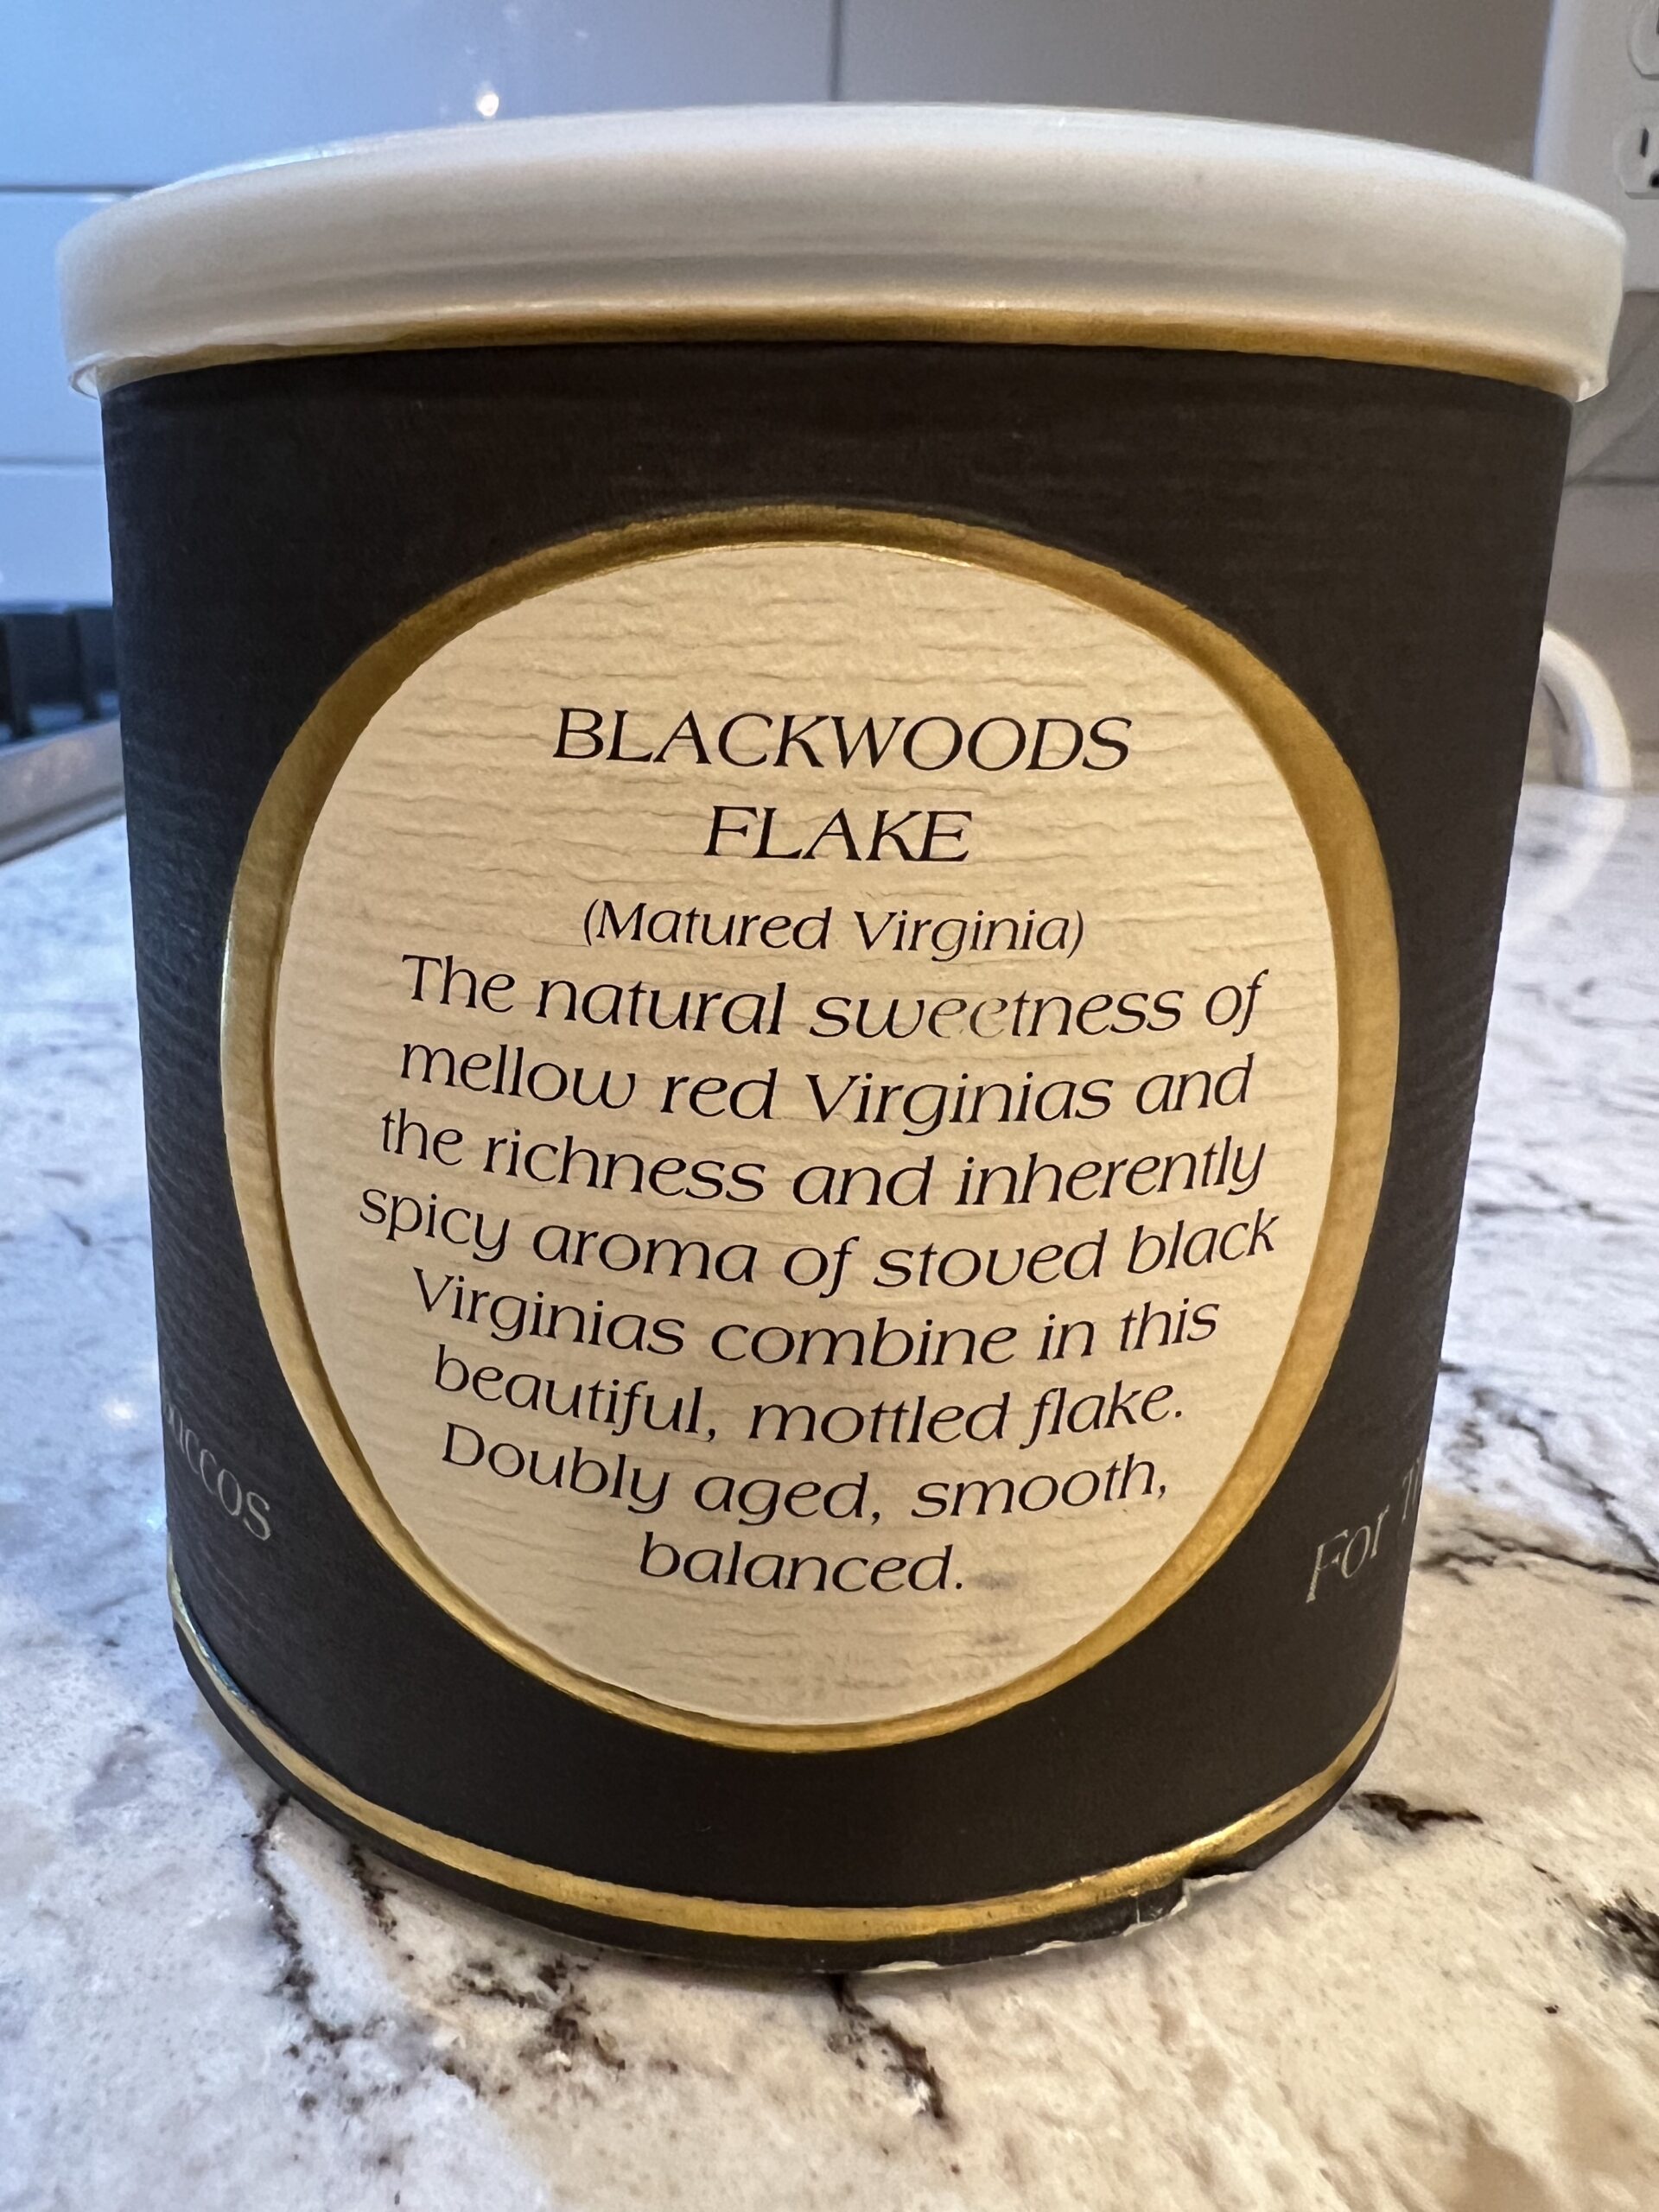 BLACKWOODS
FLAKE
(Matured Virginia)
The natural sweetness of
mellow red Virginias and
the richness and inherently
spicy aroma of stoved black
Virginias combine in this
beautiful, mottled flake.
Doubly aged, smooth,
balanced.
For